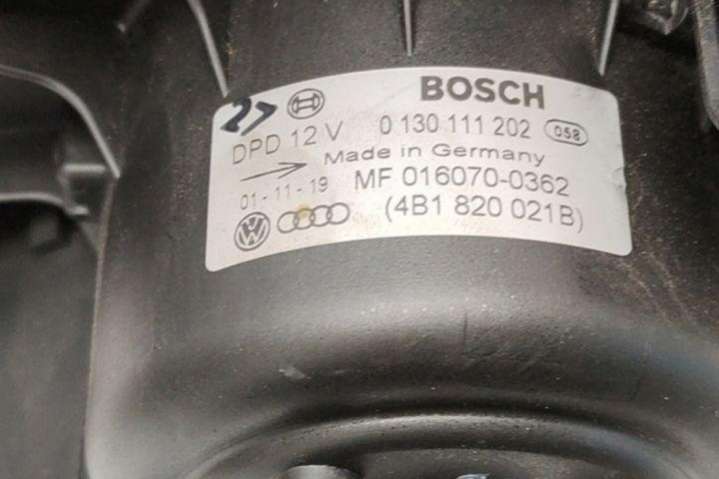 27 BOSCH
DPD 12 V 0 130 111 202 058
Made in Germany
01-11-19 MF 016070-0362
VW (4B1 820 021B)